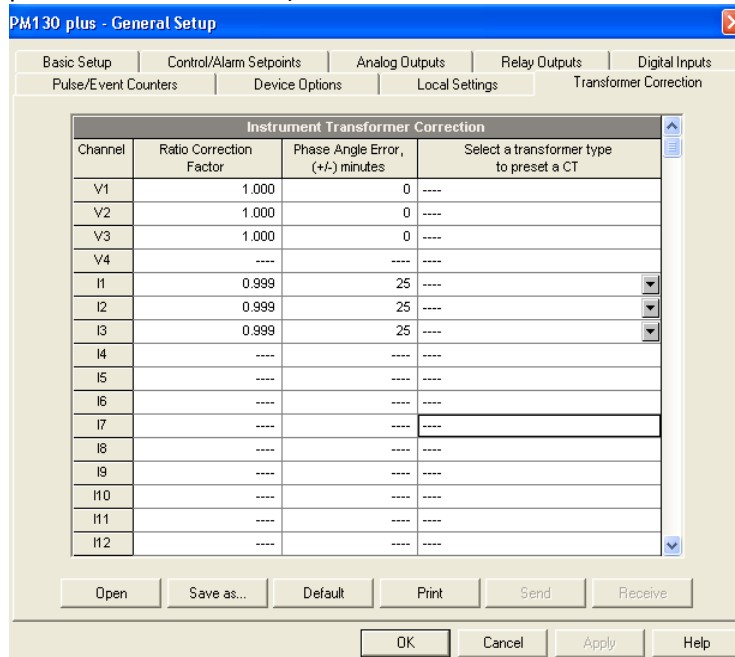 PM130 plus - General Setup
Basic Setup Control/Alarm Setpoints Analog Outputs Relay Outputs Digital Inputs
Pulse/Event Counters Device Options Local Settings Transformer Correction
Instrument Transformer Correction
Channel Ratio Correction Factor Phase Angle Error, (+/-) minutes Select a transformer type to preset a CT
V1 1.000 0 ----
V2 1.000 0 ----
V3 1.000 0 ----
V4 ---- ---- ----
I1 0.999 25 ----
I2 0.999 25 ----
I3 0.999 25 ----
I4 ---- ---- ----
I5 ---- ---- ----
I6 ---- ---- ----
I7 ---- ---- ----
I8 ---- ---- ----
I9 ---- ---- ----
I10 ---- ---- ----
I11 ---- ---- ----
I12 ---- ---- ----
Open Save as... Default Print Send Receive
OK Cancel Apply Help